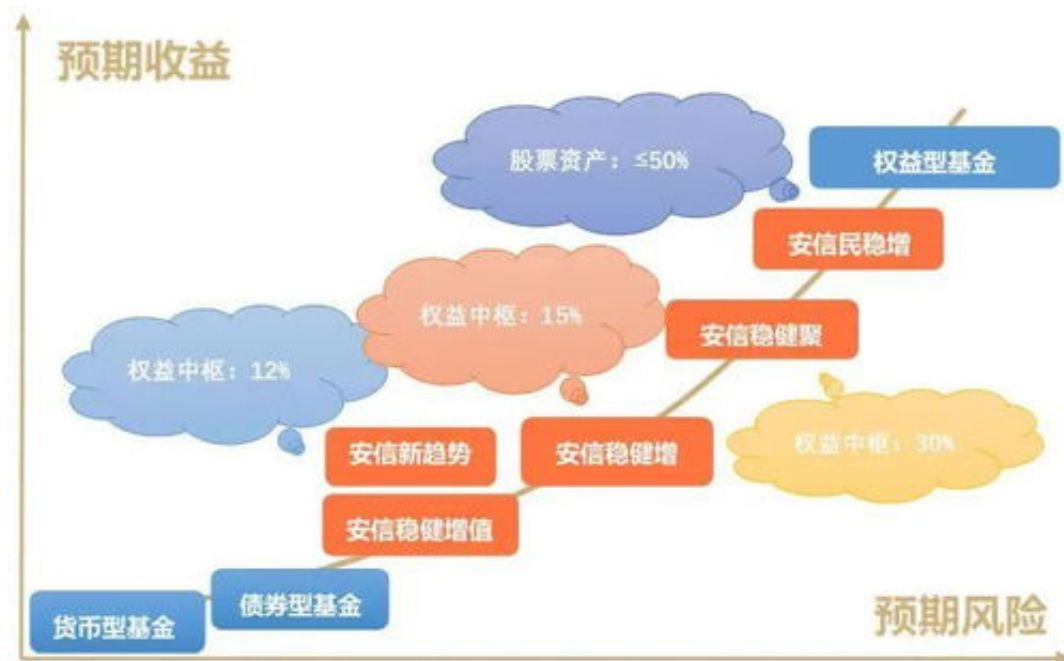 预期收益
股票资产：≤50%
权益型基金
安信民稳增
权益中枢：15%
安信稳健聚
权益中枢：12%
权益中枢：30%
安信新趋势
安信稳健增
安信稳健增值
债券型基金
货币型基金
预期风险